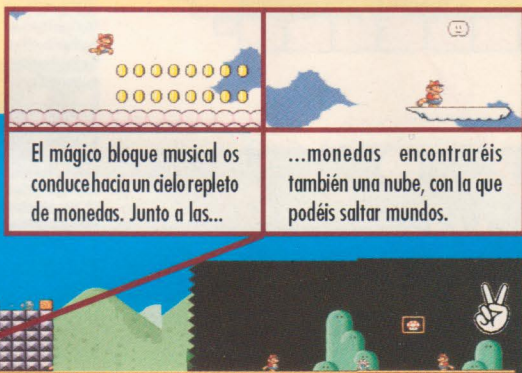 El mágico bloque musical os
conduce hacia un cielo repleto
de monedas. Junto a las...
...monedas encontraréis
también una nube, con la que
podéis saltar mundos.